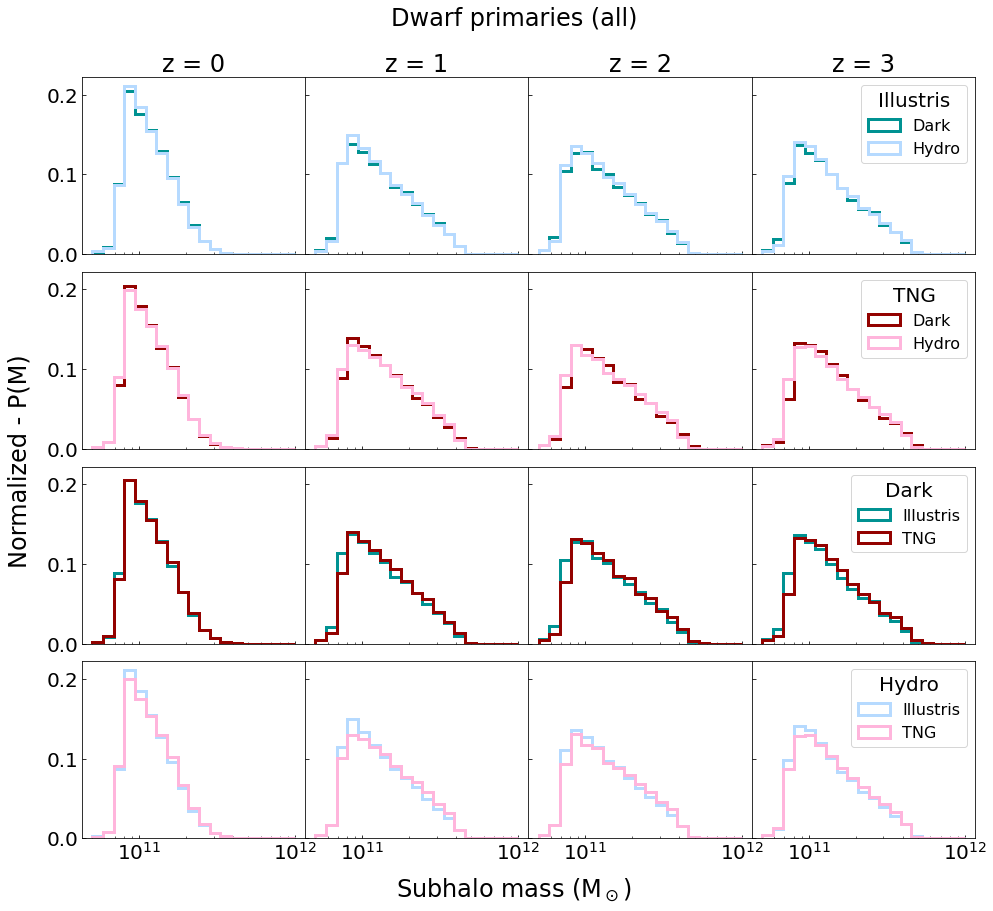 Dwarf primaries (all)
z = 0 z = 1 z = 2 z = 3
Illustris
Dark
Hydro
0.2
0.1
0.0
TNG
Dark
Hydro
0.2
0.1
0.0
Normalized - P(M)
Dark
Illustris
TNG
0.2
0.1
0.0
Hydro
Illustris
TNG
0.2
0.1
0.0
10¹¹ 10¹² 10¹¹ 10¹¹ 10¹¹ 10¹²
Subhalo mass (M_⊙)